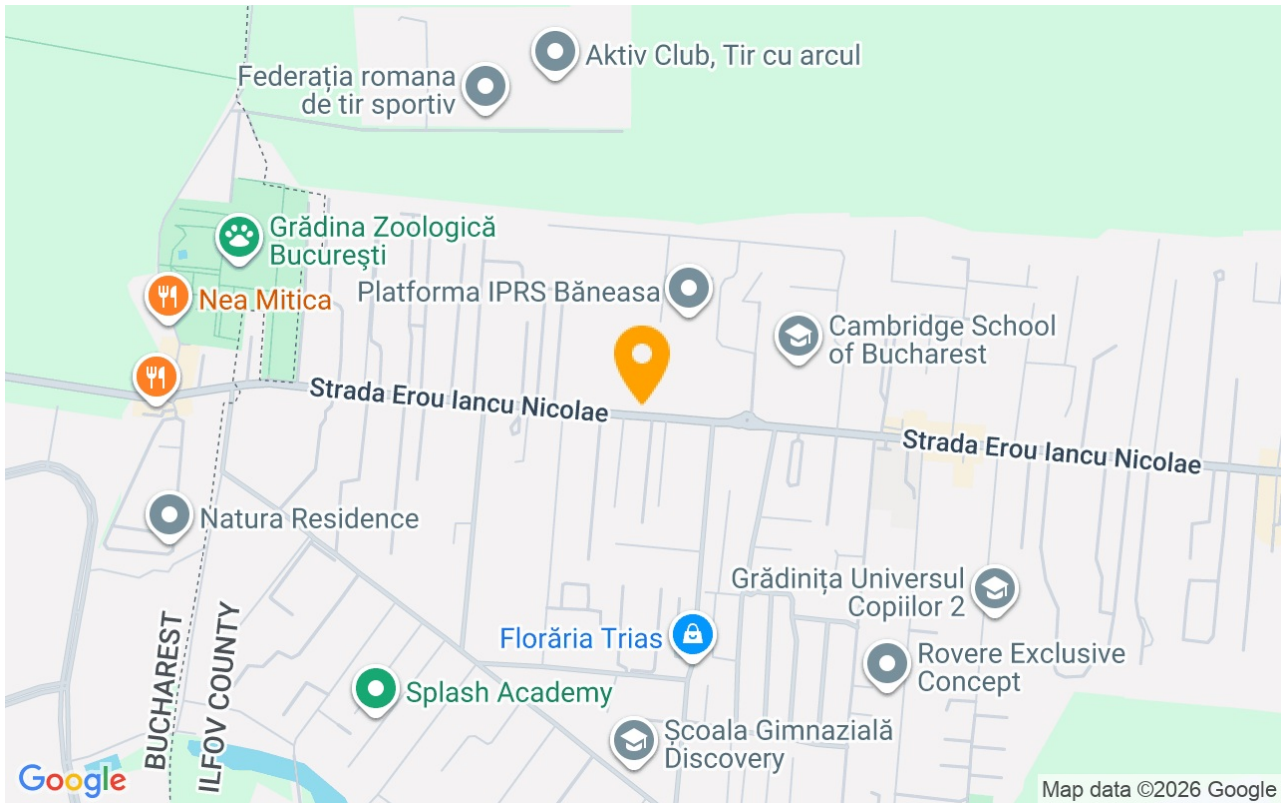 Aktiv Club, Tir cu arcul
Federația romana
de tir sportiv
Grădina Zoologică
București
Nea Mitica
Platforma IPRS Băneasa
Cambridge School
of Bucharest
Strada Erou Iancu Nicolae
Strada Erou Iancu Nicolae
Natura Residence
Grădinița Universul
Copiilor 2
Florăria Trias
Rovere Exclusive
Concept
BUCHAREST
ILFOV COUNTY
Splash Academy
Școala Gimnazială
Discovery
Google
Map data ©2026 Google